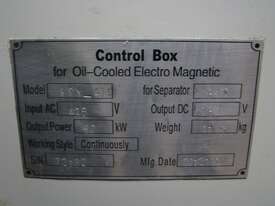 Control Box
for Oil-Cooled Electro Magnetic
Model for Separator
Input AC V Output DC V
Output Power kW Weight kg
Working Style Continuously
S/N Mfg Date